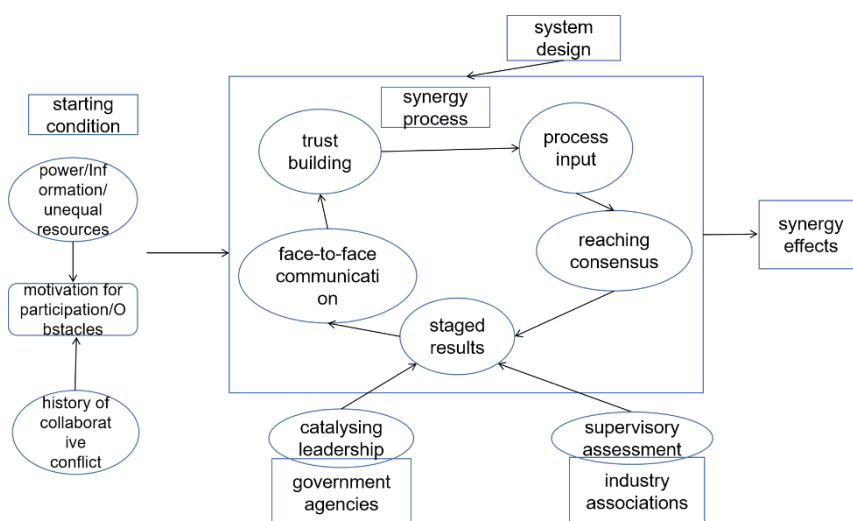 system
design
starting
condition
synergy
process
trust
building
process
input
power/Inf
ormation/
unequal
resources
face-to-face
communicati
on
reaching
consensus
synergy
effects
motivation for
participation/O
bstacles
staged
results
history of
collaborat
ive
conflict
catalysing
leadership
government
agencies
supervisory
assessment
industry
associations